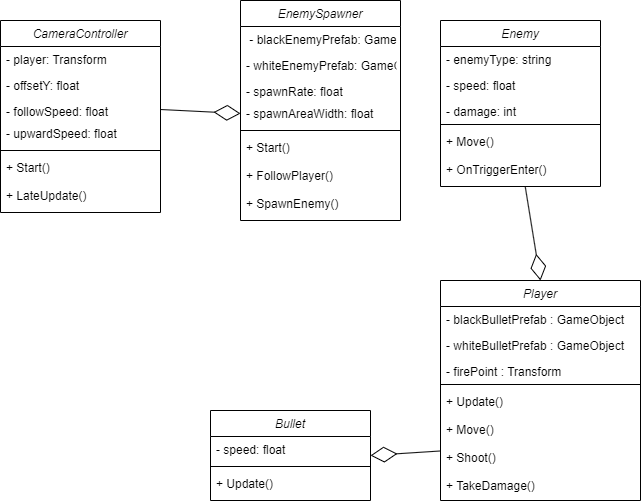 CameraController
- player: Transform
- offsetY: float
- followSpeed: float
- upwardSpeed: float
+ Start()
+ LateUpdate()
EnemySpawner
- blackEnemyPrefab: Game
- whiteEnemyPrefab: Game
- spawnRate: float
- spawnAreaWidth: float
+ Start()
+ FollowPlayer()
+ SpawnEnemy()
Enemy
- enemyType: string
- speed: float
- damage: int
+ Move()
+ OnTriggerEnter()
Player
- blackBulletPrefab : GameObject
- whiteBulletPrefab : GameObject
- firePoint : Transform
+ Update()
+ Move()
+ Shoot()
+ TakeDamage()
Bullet
- speed: float
+ Update()